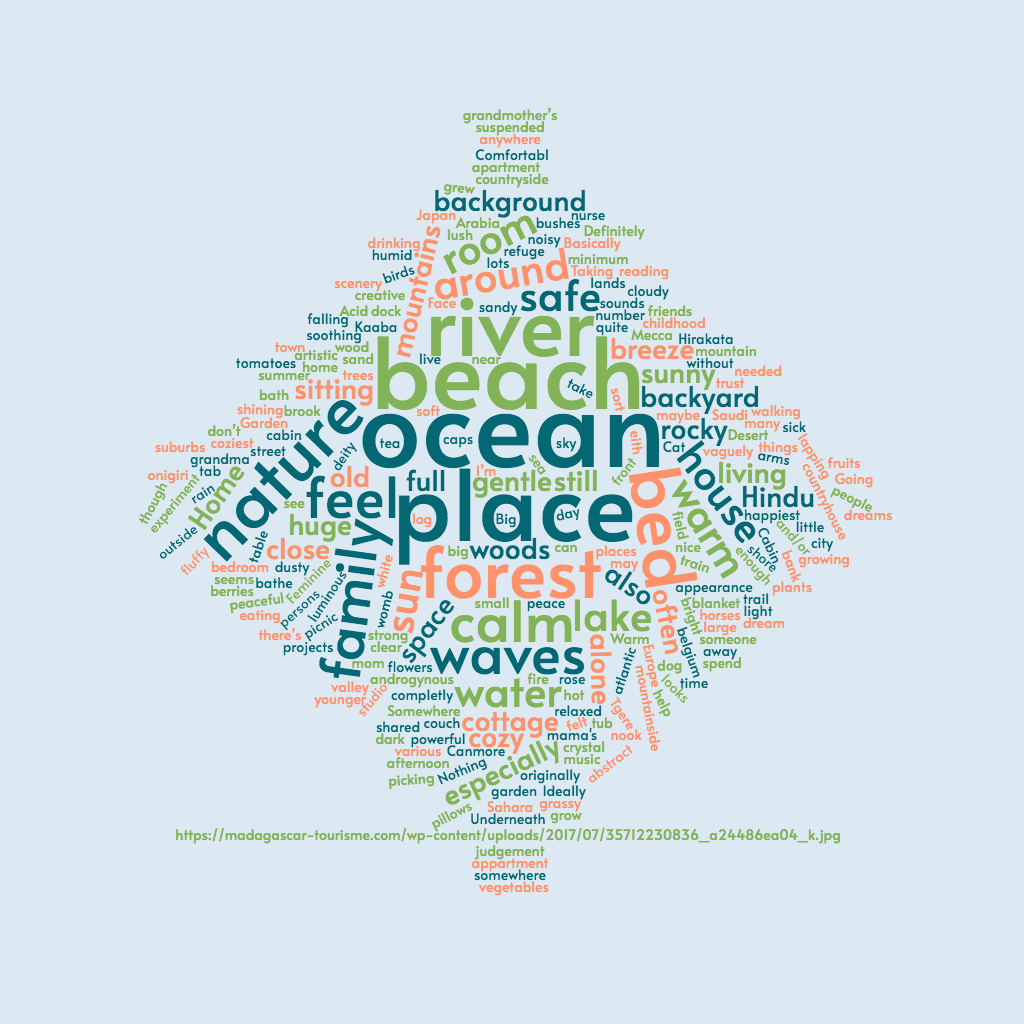 grandmother's
suspended
anywhere
Comfortabl
apartment
countryside
grew
background
Japan
Arabia
bushes
nurse
lush
room
noisy
Definitely
drinking
mountains
refuge
Basically
humid
lots
minimum
birds
around
Taking
reading
scenery
lands
creative
Face
sandy
safe
cloudy
sounds
Acid
dock
number
friends
falling
river
childhood
soothing
Kaaba
quite
Mecca
Hirakata
town
wood
artistic
sand
live
near
breeze
mountain
tomatoes
home
beach
without
summer
trees
take
sunny
needed
trust
bath
sitting
sort
backyard
shining
brook
soft
maybe
Saudi
walking
Garden
many
sick
don't
cabin
nature
ocean
eith
rocky
Desert
suburbs
coziest
street
deity
tea
caps
sky
Cat
vaguely
things
lapping
grandma
arms
fruits
onigiri
tab
old
full
I'm
sea
front
house
living
countryhouse
Going
though
experiment
rain
Home
see
feel
gentle
still
bed
warm
Hindu
people
dreams
huge
log
place
Big
day
field
happiest
little
outside
table
and/or
city
close
big
woods
can
places
nice
Cabin
fluffy
bedroom
dusty
family
white
may
train
enough
shore
bank
growing
seems
bathe
Feminine
luminous
sun
forest
also
appearance
plants
berries
peaceful
persons
womb
space
small
peace
often
bright
blanket
trail
eating
picnic
calm
lake
horses
light
there's
strong
large
dream
projects
clear
Warm
belgium
someone
waves
alone
atlantic
Europe
away
mom
flowers
dog
spend
androgynous
fire
rose
mountainside
looks
time
valley
completly
water
hot
help
younger
studio
Somewhere
relaxed
Tgere
shared
couch
cottage
felt
tub
dark
powerful
cozy
mama's
nook
various
Canmore
crystal
afternoon
especially
music
abstract
picking
Nothing
originally
garden
Ideally
pillows
Sahara
grassy
Underneath
grow
https://madagascar-tourisme.com/wp-content/uploads/2017/07/35712230836_a24486ea04_k.jpg
judgement
appartment
somewhere
vegetables